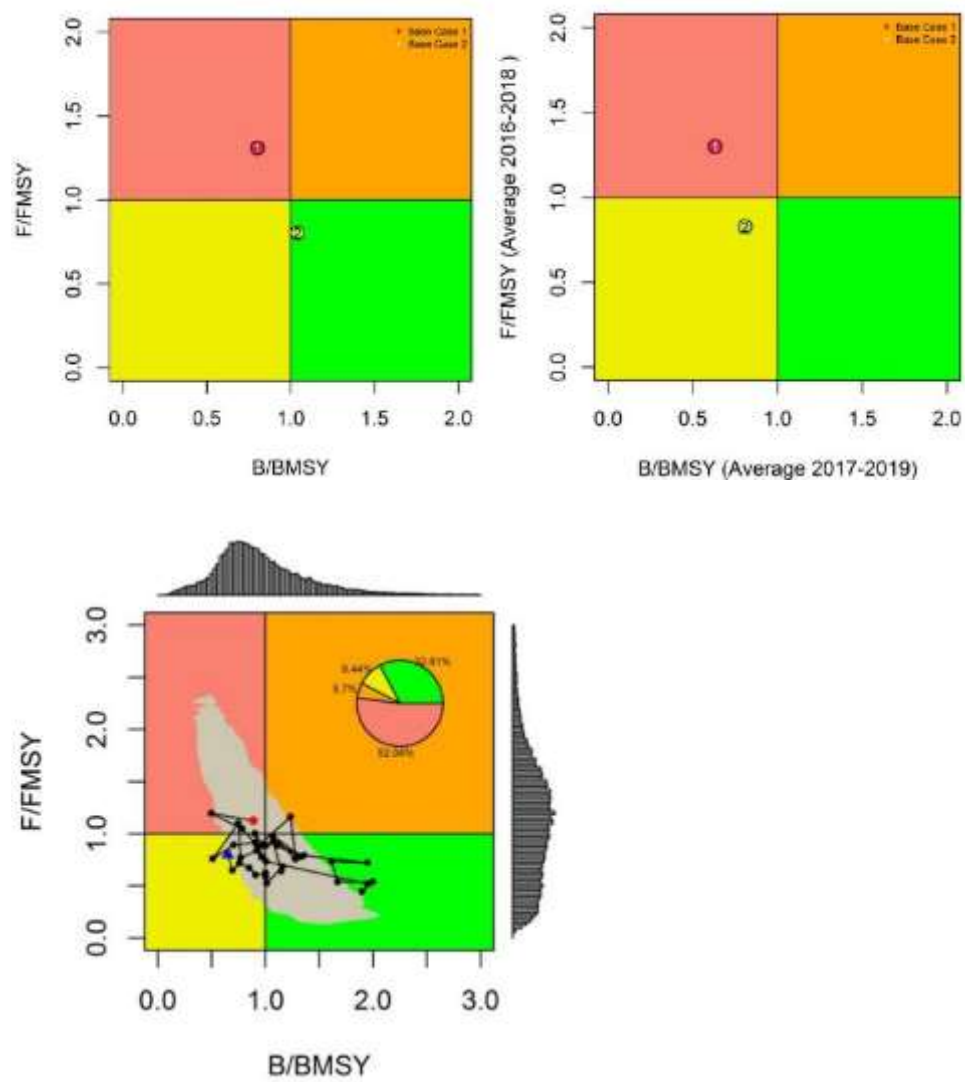 2.0
1.5
1.0
0.5
0.0
F/FMSY
Base Case 1
Base Case 2
1
2
0.0 0.5 1.0 1.5 2.0
B/BMSY
2.0
1.5
1.0
0.5
0.0
F/FMSY (Average 2016-2018 )
Base Case 1
Base Case 2
1
2
0.0 0.5 1.0 1.5 2.0
B/BMSY (Average 2017-2019)
3.0
2.0
1.0
0.0
F/FMSY
0.0 1.0 2.0 3.0
B/BMSY